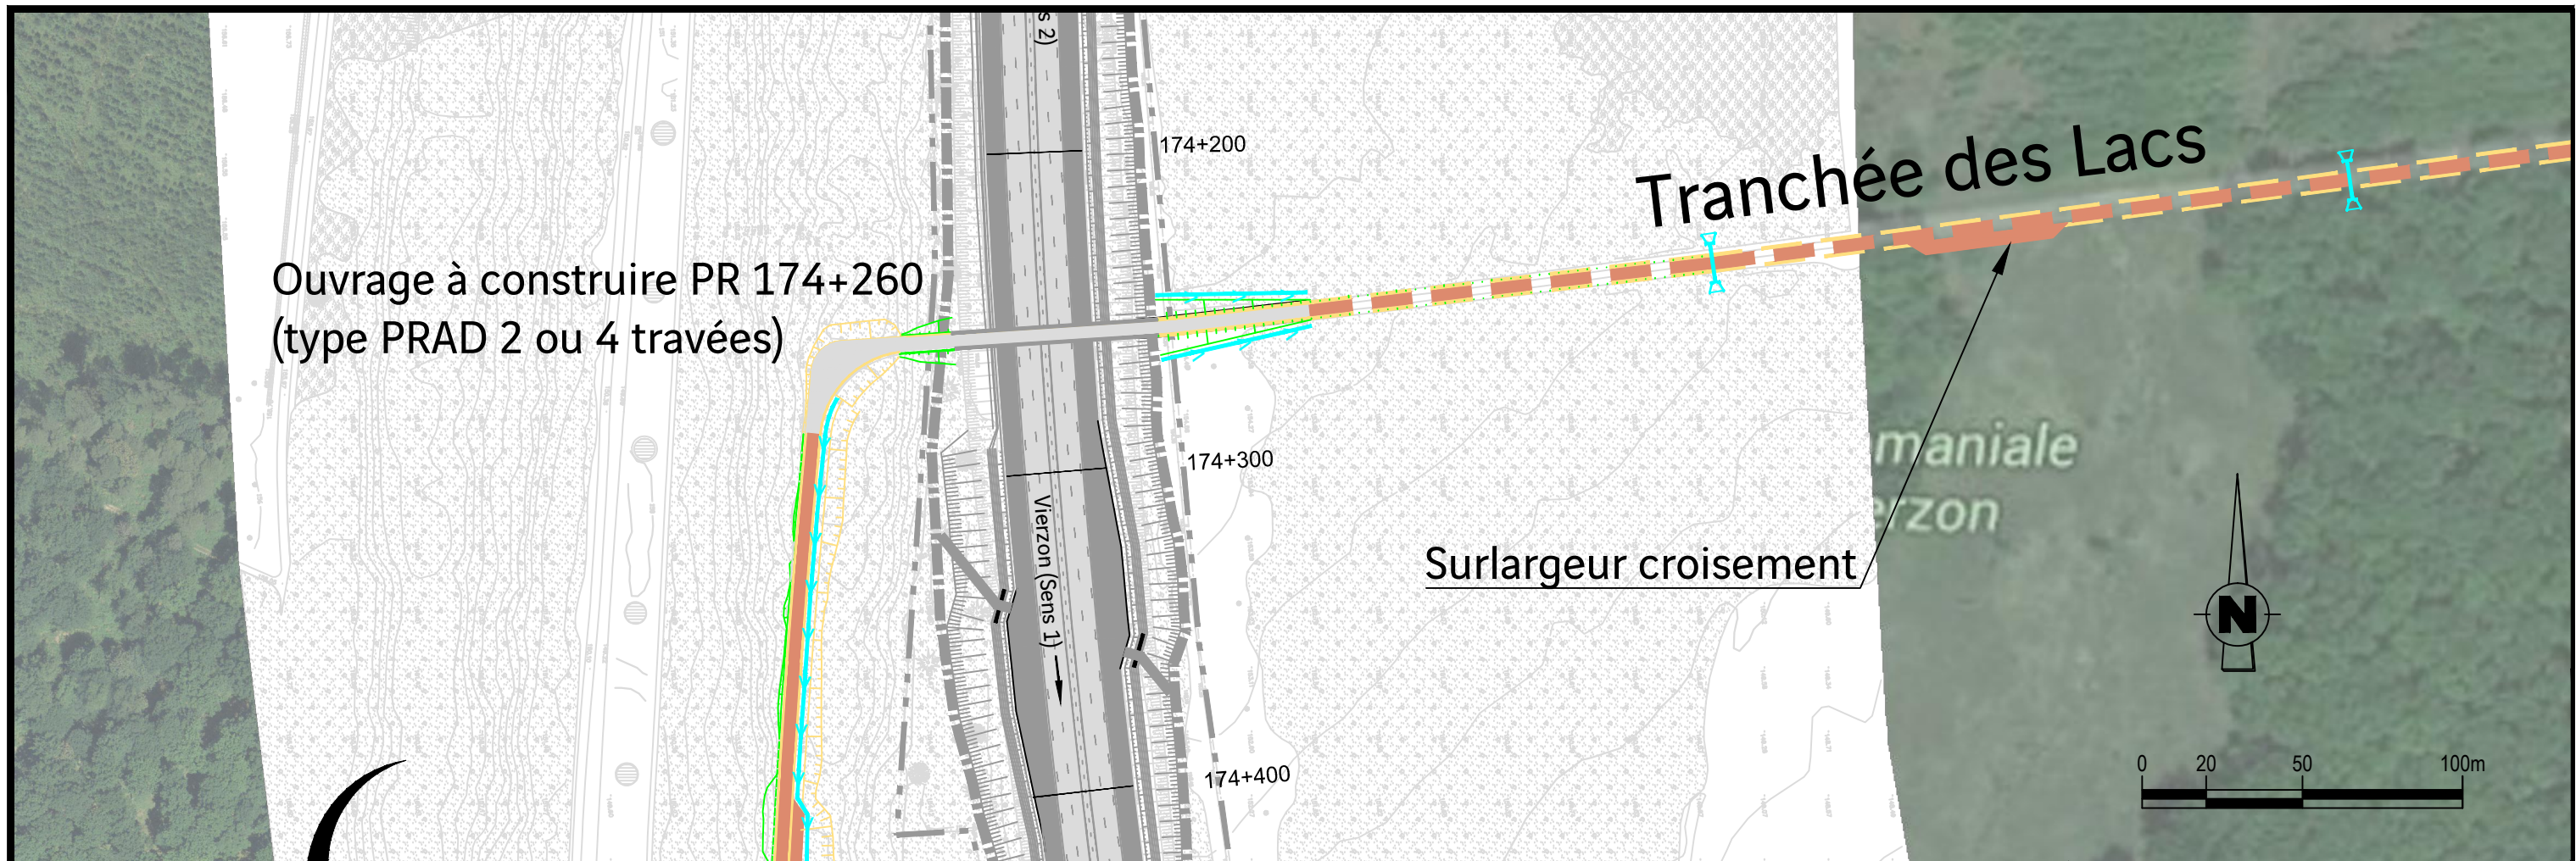 s 2)
174+200
Tranchée des Lacs
Ouvrage à construire PR 174+260
(type PRAD 2 ou 4 travées)
174+300
maniale
erzon
Vierzon (Sens 1)
Surlargeur croisement
N
174+400
0 20 50 100m